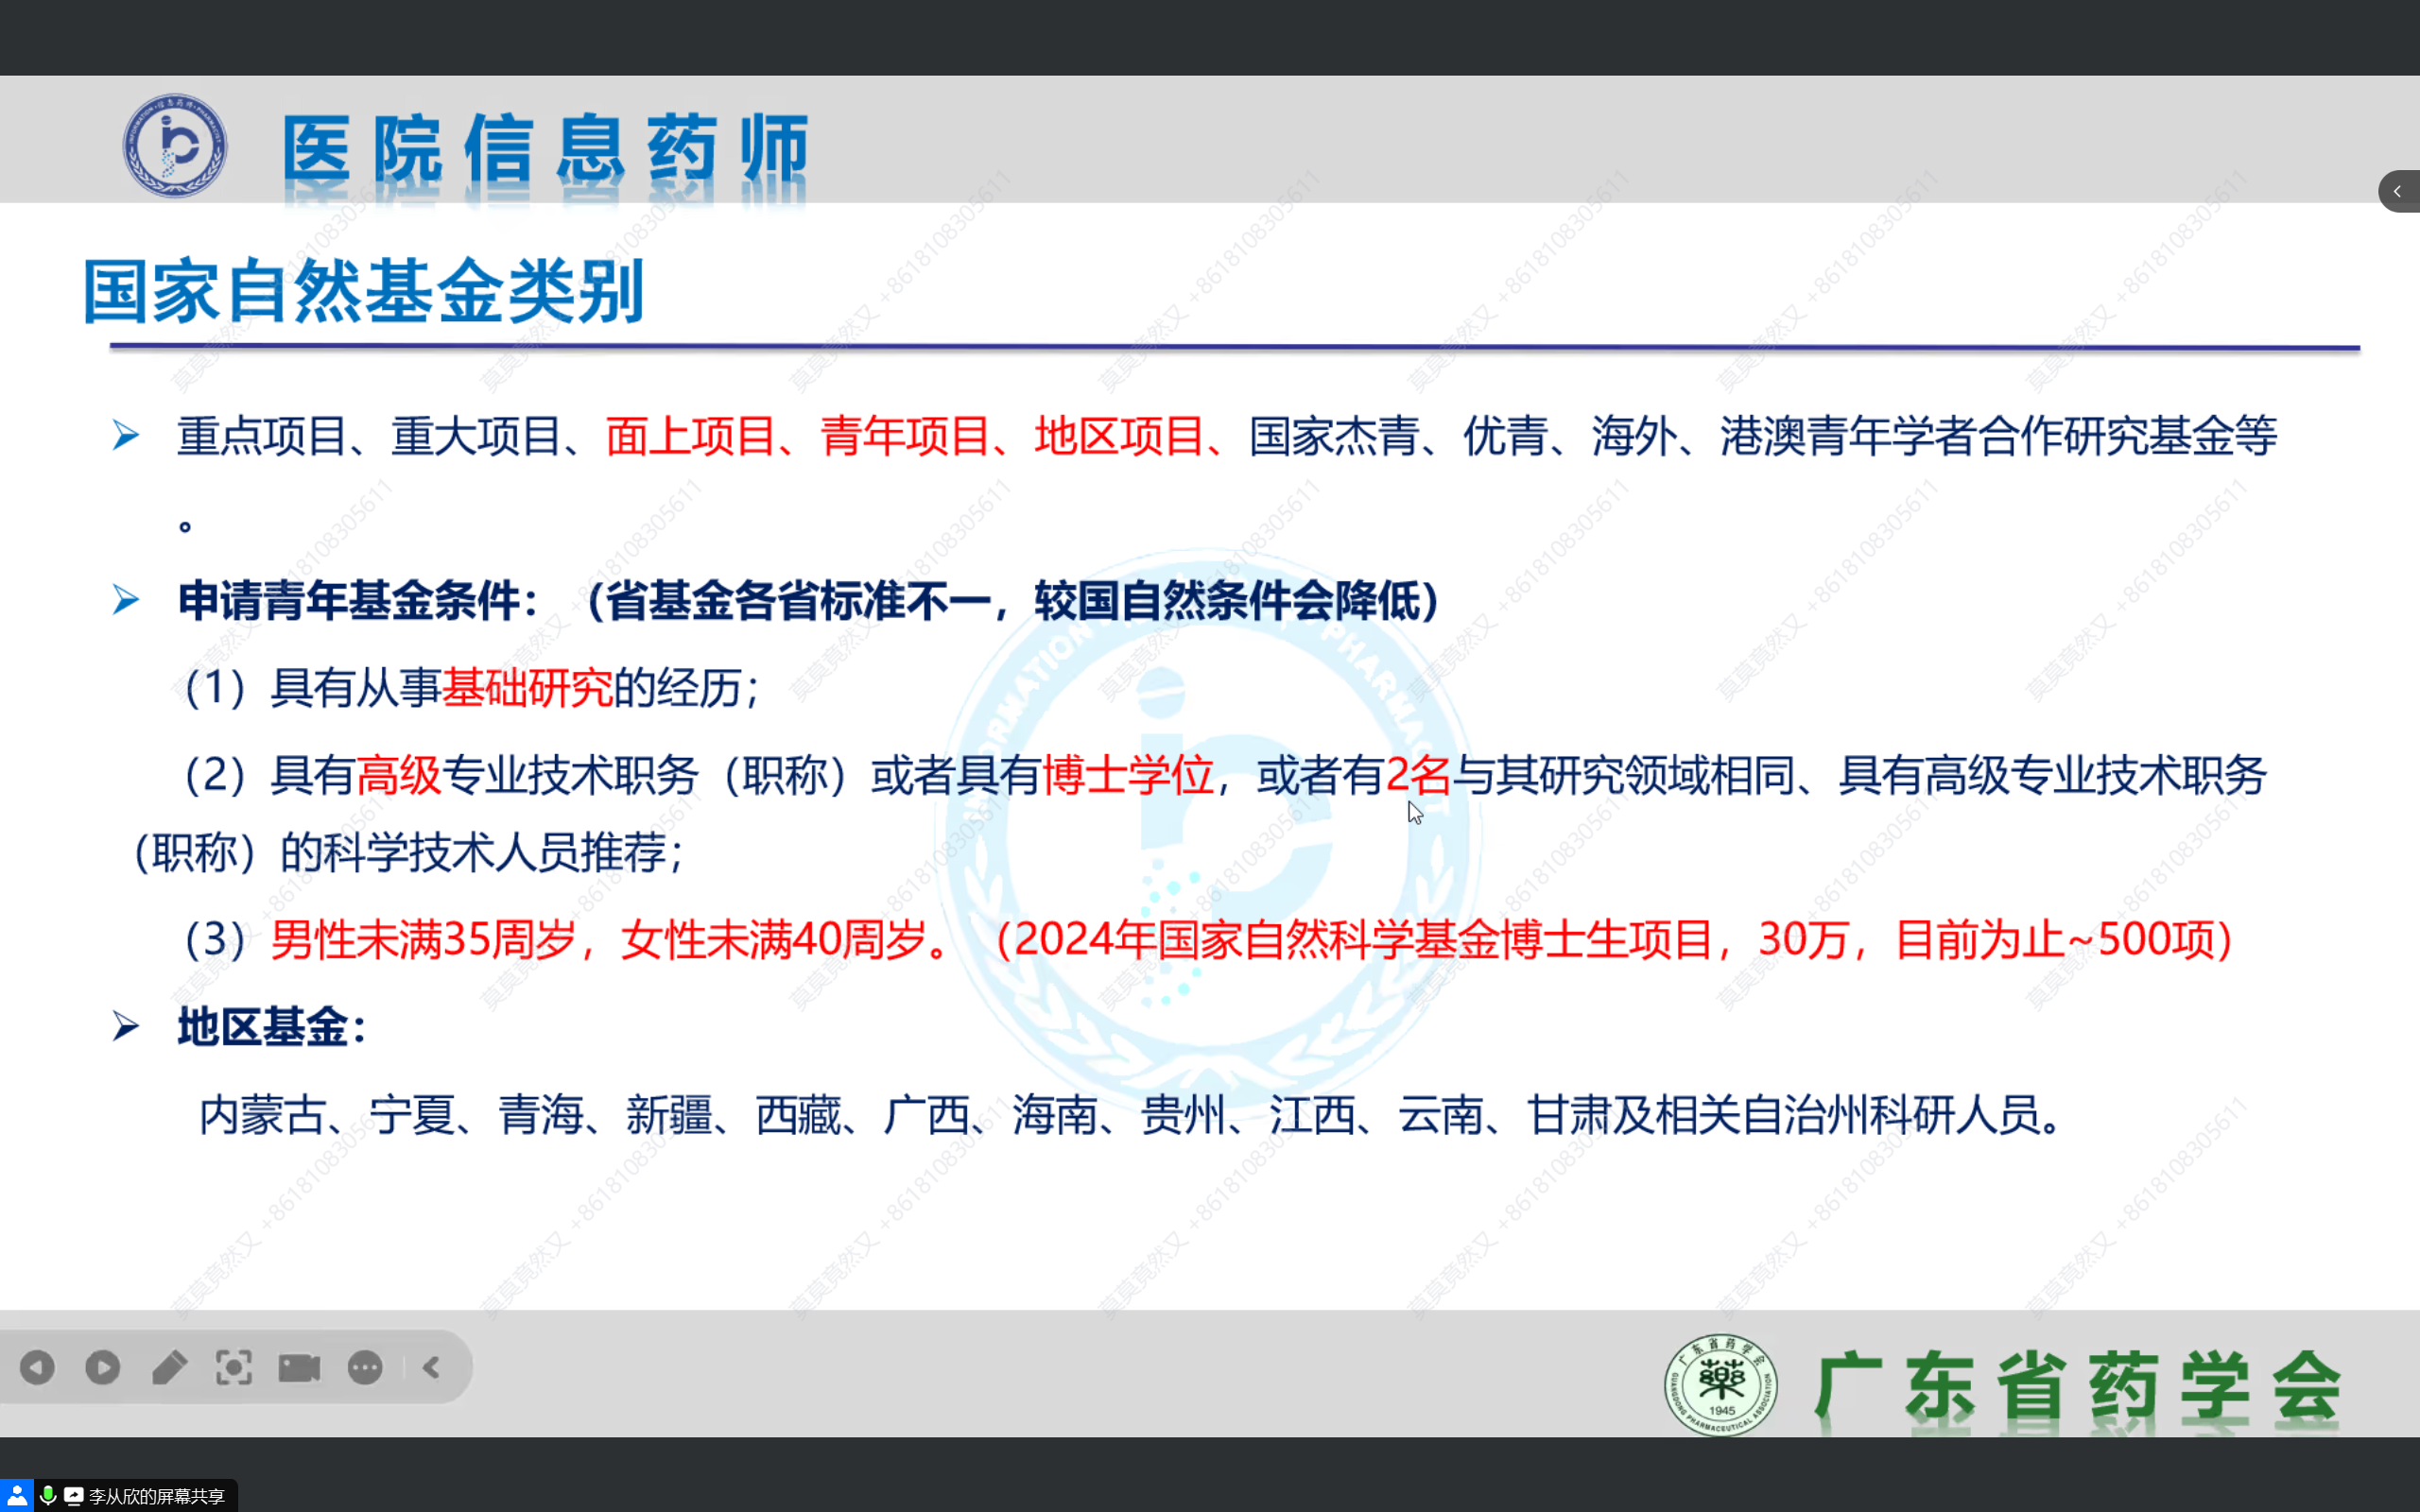 医院信息药师
国家自然基金类别
➢ 重点项目、重大项目、面上项目、青年项目、地区项目、国家杰青、优青、海外、港澳青年学者合作研究基金等
。
➢ 申请青年基金条件：（省基金各省标准不一，较国自然条件会降低）
（1）具有从事基础研究的经历；
（2）具有高级专业技术职务（职称）或者具有博士学位，或者有2名与其研究领域相同、具有高级专业技术职务
（职称）的科学技术人员推荐；
（3）男性未满35周岁，女性未满40周岁。（2024年国家自然科学基金博士生项目，30万，目前为止~500项）
➢ 地区基金：
内蒙古、宁夏、青海、新疆、西藏、广西、海南、贵州、江西、云南、甘肃及相关自治州科研人员。
广东省药学会
GUANGDONG PHARMACEUTICAL ASSOCIATION
藥
1945
广东省药学会
李从欣的屏幕共享